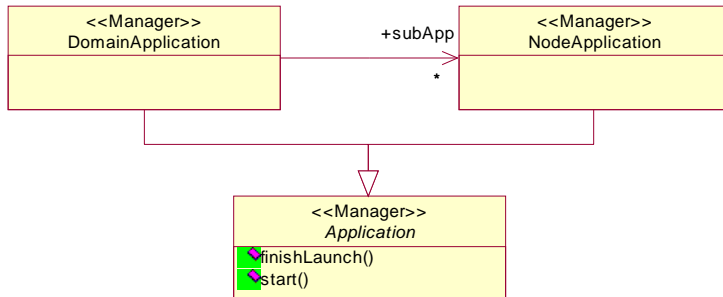 <<Manager>>
DomainApplication
+subApp
*
<<Manager>>
NodeApplication
<<Manager>>
Application
finishLaunch()
start()